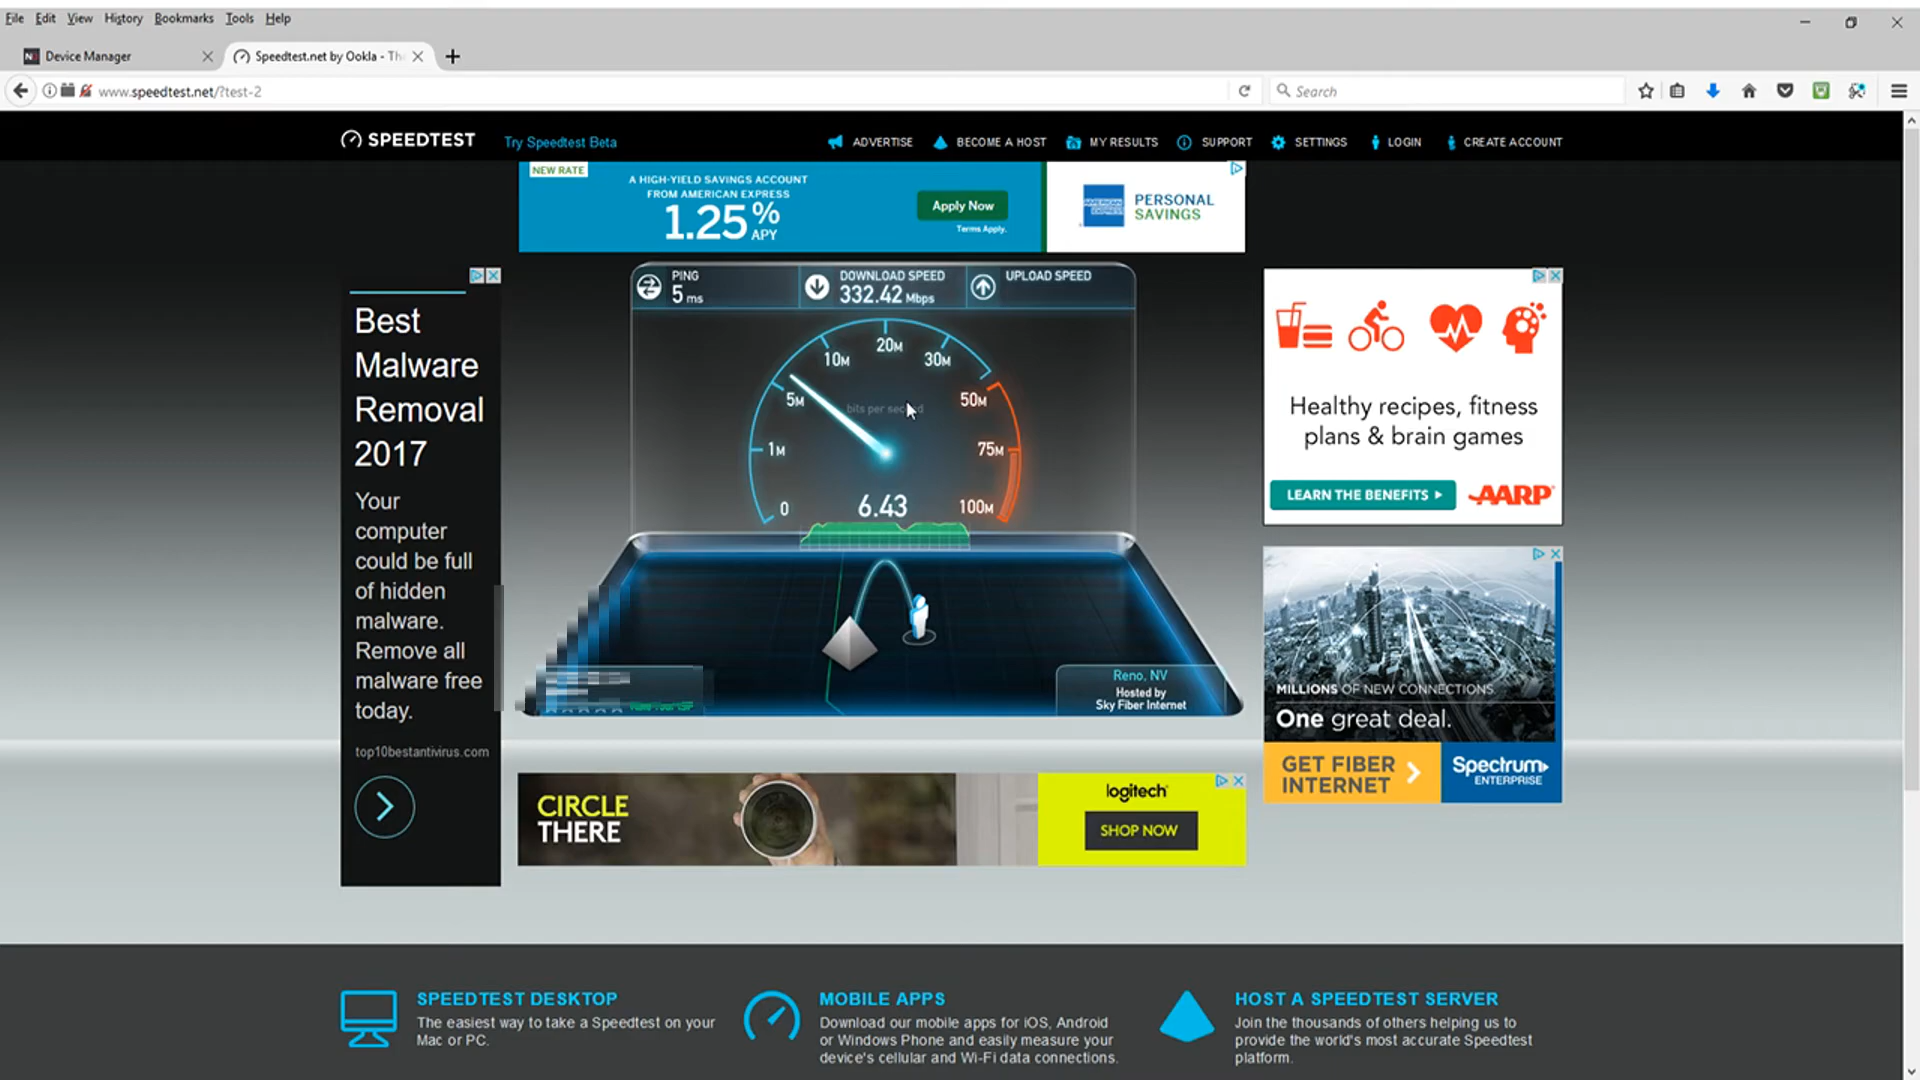 File Edit View History Bookmarks Tools Help
Device Manager
Speedtest.net by Ookla - Th
www.speedtest.net/?test-2
Search
SPEEDTEST
Try Speedtest Beta
ADVERTISE
BECOME A HOST
MY RESULTS
SUPPORT
SETTINGS
LOGIN
CREATE ACCOUNT
NEW RATE
A HIGH-YIELD SAVINGS ACCOUNT
FROM AMERICAN EXPRESS
1.25% APY
Apply Now
Terms Apply.
AMERICAN EXPRESS
PERSONAL
SAVINGS
Best
Malware
Removal
2017
Your
computer
could be full
of hidden
malware.
Remove all
malware free
today.
top10bestantivirus.com
PING
5 ms
DOWNLOAD SPEED
332.42 Mbps
UPLOAD SPEED
0
1M
5M
10M
20M
30M
50M
75M
100M
bits per second
6.43
Reno, NV
Hosted by
Sky Fiber Internet
Healthy recipes, fitness
plans & brain games
LEARN THE BENEFITS
AARP
MILLIONS OF NEW CONNECTIONS.
One great deal.
GET FIBER
INTERNET
Spectrum
ENTERPRISE
CIRCLE
THERE
logitech
SHOP NOW
SPEEDTEST DESKTOP
The easiest way to take a Speedtest on your
Mac or PC.
MOBILE APPS
Download our mobile apps for iOS, Android
or Windows Phone and easily measure your
device's cellular and Wi-Fi data connections.
HOST A SPEEDTEST SERVER
Join the thousands of others helping us to
provide the world's most accurate Speedtest
platform.